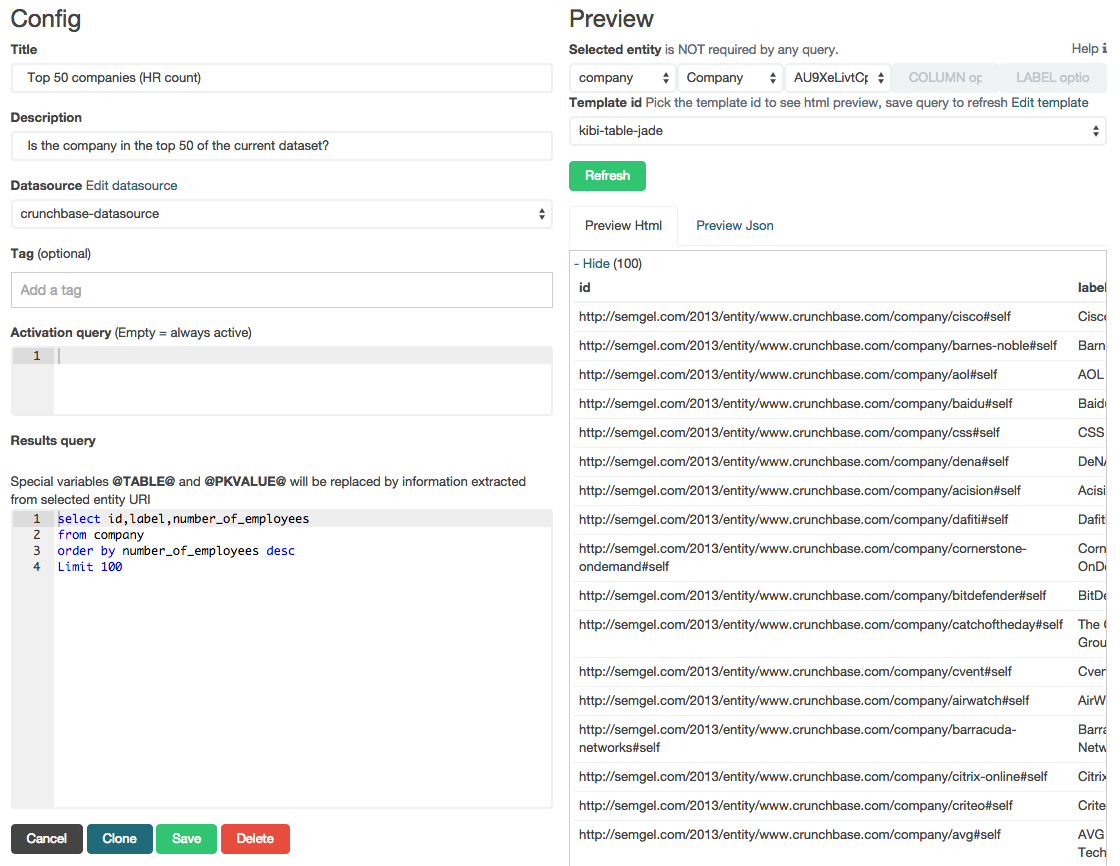 Config
Title
Top 50 companies (HR count)
Description
Is the company in the top 50 of the current dataset?
Datasource Edit datasource
crunchbase-datasource
Tag (optional)
Add a tag
Activation query (Empty = always active)
1
Results query
Special variables @TABLE@ and @PKVALUE@ will be replaced by information extracted
from selected entity URI
1 select id,label,number_of_employees
2 from company
3 order by number_of_employees desc
4 Limit 100
Cancel Clone Save Delete
Preview
Selected entity is NOT required by any query. Help i
company Company AU9XeLivtCp COLUMN op LABEL optio
Template id Pick the template id to see html preview, save query to refresh Edit template
kibi-table-jade
Refresh
Preview Html Preview Json
- Hide (100)
id label
http://semgel.com/2013/entity/www.crunchbase.com/company/cisco#self Cisc
http://semgel.com/2013/entity/www.crunchbase.com/company/barnes-noble#self Barn
http://semgel.com/2013/entity/www.crunchbase.com/company/aol#self AOL
http://semgel.com/2013/entity/www.crunchbase.com/company/baidu#self Baid
http://semgel.com/2013/entity/www.crunchbase.com/company/css#self CSS
http://semgel.com/2013/entity/www.crunchbase.com/company/dena#self DeNA
http://semgel.com/2013/entity/www.crunchbase.com/company/acision#self Acisi
http://semgel.com/2013/entity/www.crunchbase.com/company/dafiti#self Dafiti
http://semgel.com/2013/entity/www.crunchbase.com/company/cornerstone- Corn
ondemand#self OnDe
http://semgel.com/2013/entity/www.crunchbase.com/company/bitdefender#self BitDe
http://semgel.com/2013/entity/www.crunchbase.com/company/catchoftheday#self The C
Grou
http://semgel.com/2013/entity/www.crunchbase.com/company/cvent#self Cven
http://semgel.com/2013/entity/www.crunchbase.com/company/airwatch#self AirW
http://semgel.com/2013/entity/www.crunchbase.com/company/barracuda- Barra
networks#self Netw
http://semgel.com/2013/entity/www.crunchbase.com/company/citrix-online#self Citrix
http://semgel.com/2013/entity/www.crunchbase.com/company/criteo#self Crite
http://semgel.com/2013/entity/www.crunchbase.com/company/avg#self AVG
Tech